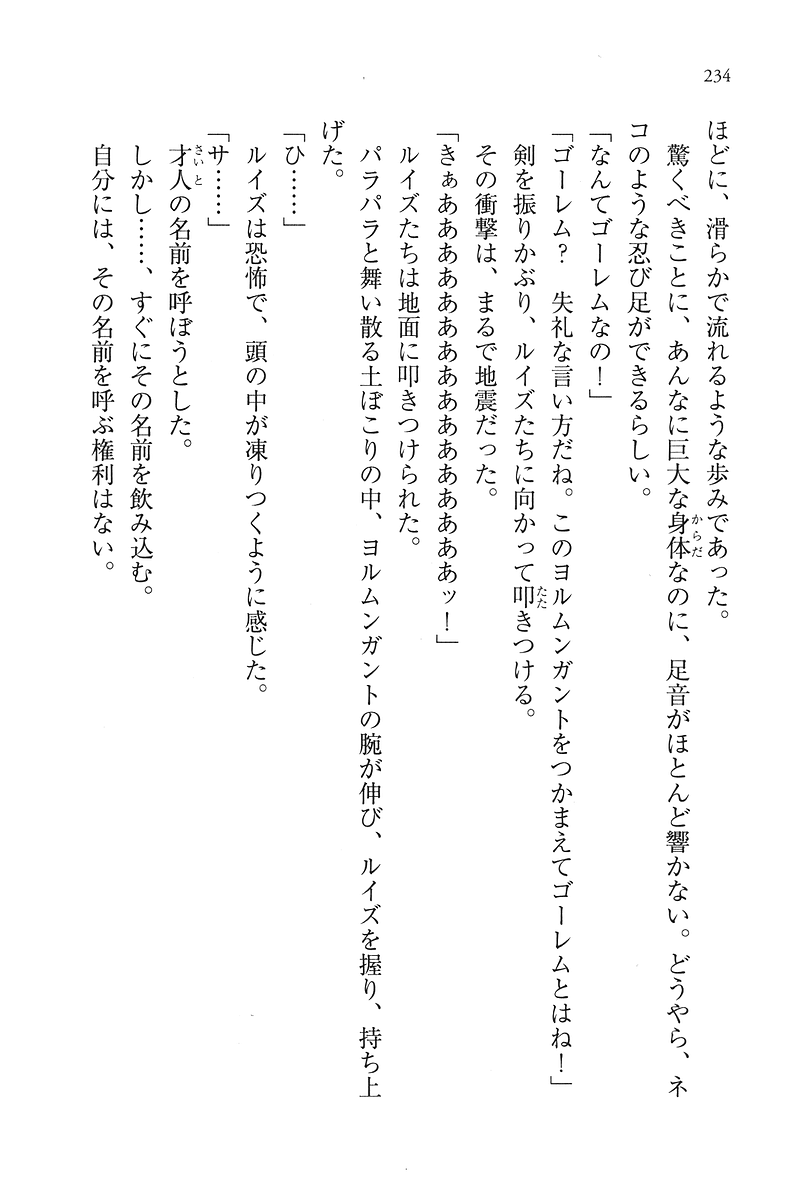 234
ほどに、滑らかで流れるような歩みであった。
驚くべきことに、あんなに巨大な身体なのに、足音がほとんど響かない。どうやら、ネ
コのような忍び足ができるらしい。
「なんてゴーレムなの！」
「ゴーレム？　失礼な言い方だね。このヨルムンガントをつかまえてゴーレムとはね！」
剣を振りかぶり、ルイズたちに向かって叩きつける。
その衝撃は、まるで地震だった。
「きぁあああああああああああああああああッ！」
ルイズたちは地面に叩きつけられた。
パラパラと舞い散る土ぼこりの中、ヨルムンガントの腕が伸び、ルイズを握り、持ち上
げた。
「ひ……」
ルイズは恐怖で、頭の中が凍りつくように感じた。
「サ……」
才人の名前を呼ぼうとした。
しかし……、すぐにその名前を飲み込む。
自分には、その名前を呼ぶ権利はない。